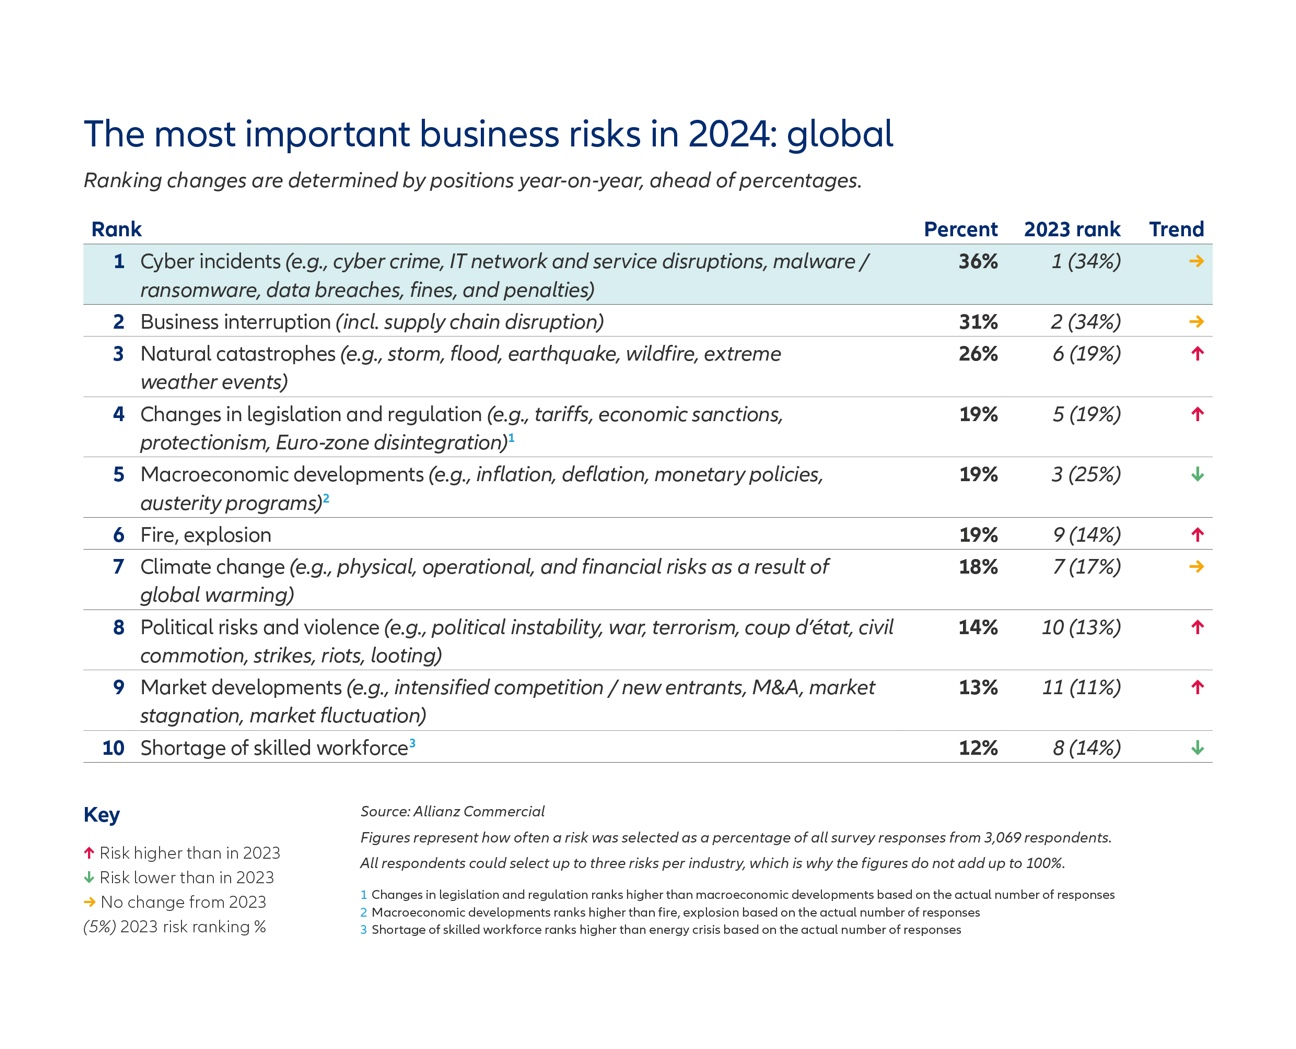 The most important business risks in 2024: global
Ranking changes are determined by positions year-on-year, ahead of percentages.
Rank Percent 2023 rank Trend
1 Cyber incidents (e.g., cyber crime, IT network and service disruptions, malware / 36% 1 (34%) →
ransomware, data breaches, fines, and penalties)
2 Business interruption (incl. supply chain disruption) 31% 2 (34%) →
3 Natural catastrophes (e.g., storm, flood, earthquake, wildfire, extreme 26% 6 (19%) ↑
weather events)
4 Changes in legislation and regulation (e.g., tariffs, economic sanctions, 19% 5 (19%) ↑
protectionism, Euro-zone disintegration)1
5 Macroeconomic developments (e.g., inflation, deflation, monetary policies, 19% 3 (25%) ↓
austerity programs)2
6 Fire, explosion 19% 9 (14%) ↑
7 Climate change (e.g., physical, operational, and financial risks as a result of 18% 7 (17%) →
global warming)
8 Political risks and violence (e.g., political instability, war, terrorism, coup d’état, civil 14% 10 (13%) ↑
commotion, strikes, riots, looting)
9 Market developments (e.g., intensified competition / new entrants, M&A, market 13% 11 (11%) ↑
stagnation, market fluctuation)
10 Shortage of skilled workforce3 12% 8 (14%) ↓
Key
↑ Risk higher than in 2023
↓ Risk lower than in 2023
→ No change from 2023
(5%) 2023 risk ranking %
Source: Allianz Commercial
Figures represent how often a risk was selected as a percentage of all survey responses from 3,069 respondents.
All respondents could select up to three risks per industry, which is why the figures do not add up to 100%.
1 Changes in legislation and regulation ranks higher than macroeconomic developments based on the actual number of responses
2 Macroeconomic developments ranks higher than fire, explosion based on the actual number of responses
3 Shortage of skilled workforce ranks higher than energy crisis based on the actual number of responses